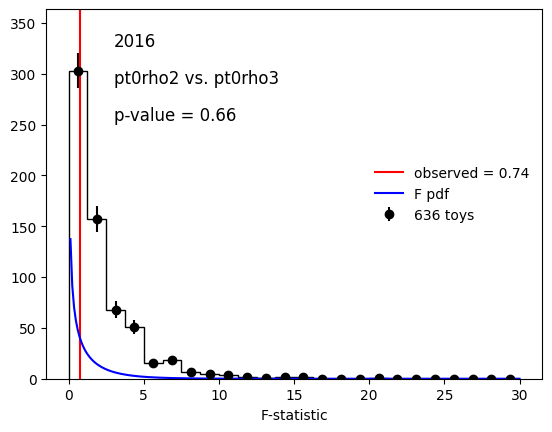 2016
pt0rho2 vs. pt0rho3
p-value = 0.66
observed = 0.74
F pdf
636 toys
350
300
250
200
150
100
50
0
0 5 10 15 20 25 30
F-statistic